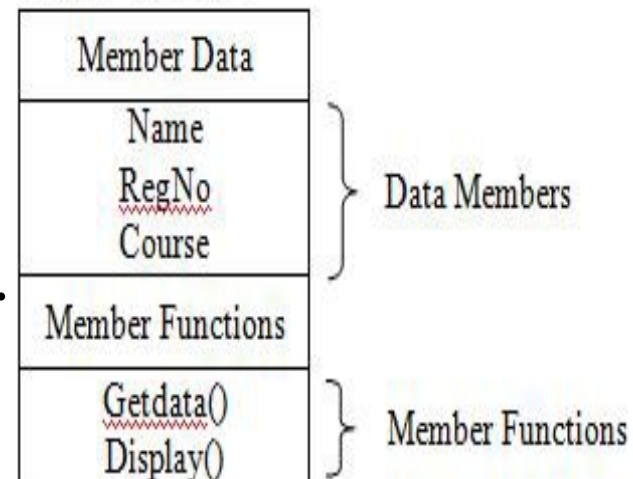 Member Data
Name
RegNo
Course
Data Members
Member Functions
Getdata()
Display()
Member Functions